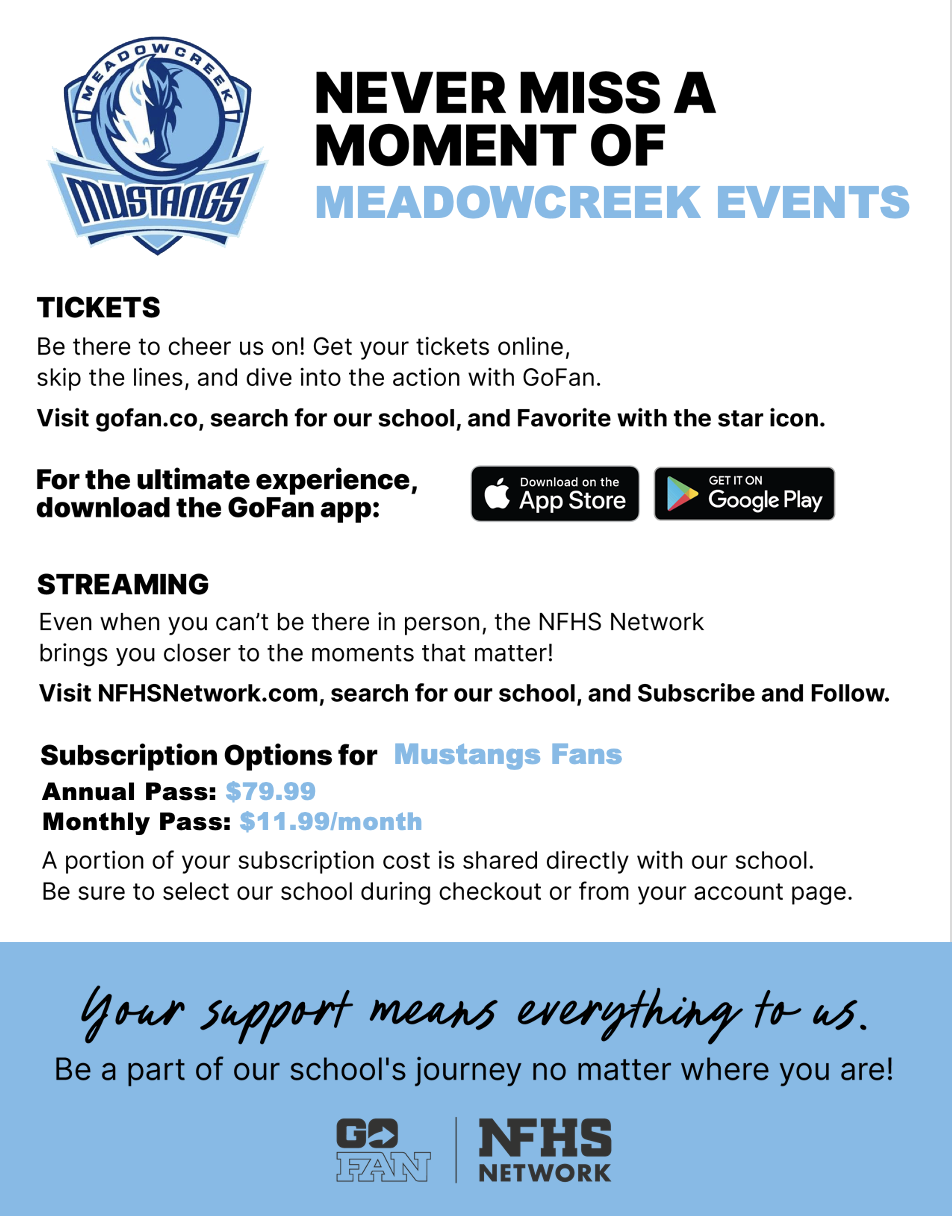 MEADOWCREEK
MUSTANGS
NEVER MISS A
MOMENT OF
MEADOWCREEK EVENTS
TICKETS
Be there to cheer us on! Get your tickets online,
skip the lines, and dive into the action with GoFan.
Visit gofan.co, search for our school, and Favorite with the star icon.
For the ultimate experience,
download the GoFan app:
Download on the
App Store
GET IT ON
Google Play
STREAMING
Even when you can’t be there in person, the NFHS Network
brings you closer to the moments that matter!
Visit NFHSNetwork.com, search for our school, and Subscribe and Follow.
Subscription Options for Mustangs Fans
Annual Pass: $79.99
Monthly Pass: $11.99/month
A portion of your subscription cost is shared directly with our school.
Be sure to select our school during checkout or from your account page.
Your support means everything to us.
Be a part of our school's journey no matter where you are!
GO
FAN
NFHS
NETWORK